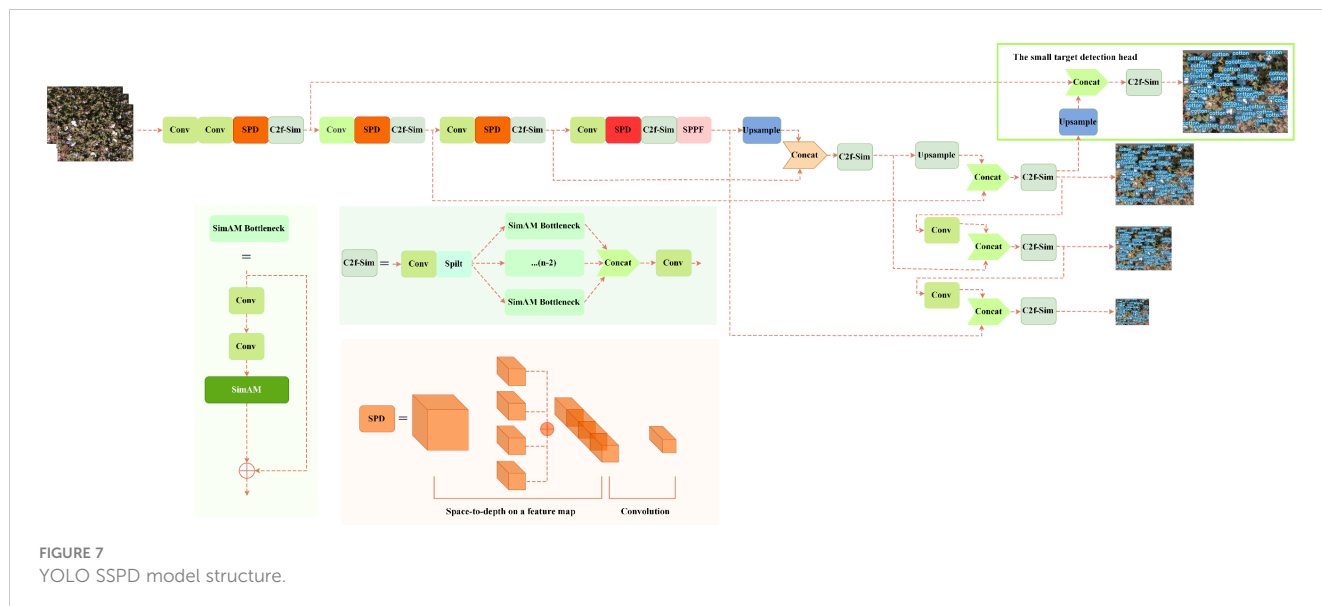 The small target detection head
Concat
C2f-Sim
Upsample
Conv
Conv
SPD
C2f-Sim
Conv
SPD
C2f-Sim
Conv
SPD
C2f-Sim
Conv
SPD
C2f-Sim
SPPF
Upsample
Concat
C2f-Sim
Upsample
Concat
C2f-Sim
Conv
Concat
C2f-Sim
Conv
Concat
C2f-Sim
SimAM Bottleneck
=
Conv
Conv
SimAM
C2f-Sim
=
Conv
Spilt
SimAM Bottleneck
...(n-2)
SimAM Bottleneck
Concat
Conv
SPD
=
Space-to-depth on a feature map
Convolution
FIGURE 7
YOLO SSPD model structure.